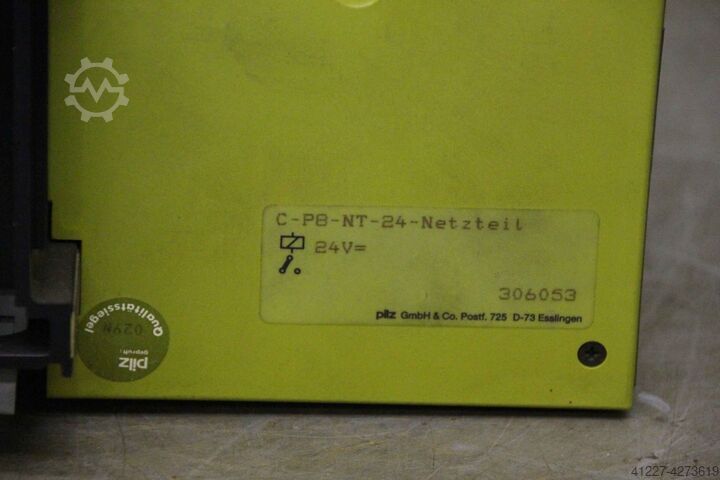 C-P8-NT-24-Netzteil
24V=
306053
pilz GmbH & Co. Postf. 725 D-73 Esslingen
pilz
geprüft.
029N
Qualitätssiegel
41227-4273619